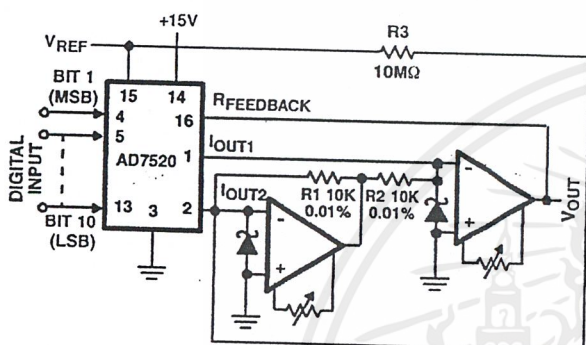 +15V
VREF
R3
10MΩ
BIT 1
(MSB)
15
14
RFEEDBACK
4
16
5
IOUT1
1
AD7520
DIGITAL
INPUT
IOUT2
R1 10K
0.01%
R2 10K
0.01%
13
3
2
BIT 10
(LSB)
-
+
-
+
VOUT